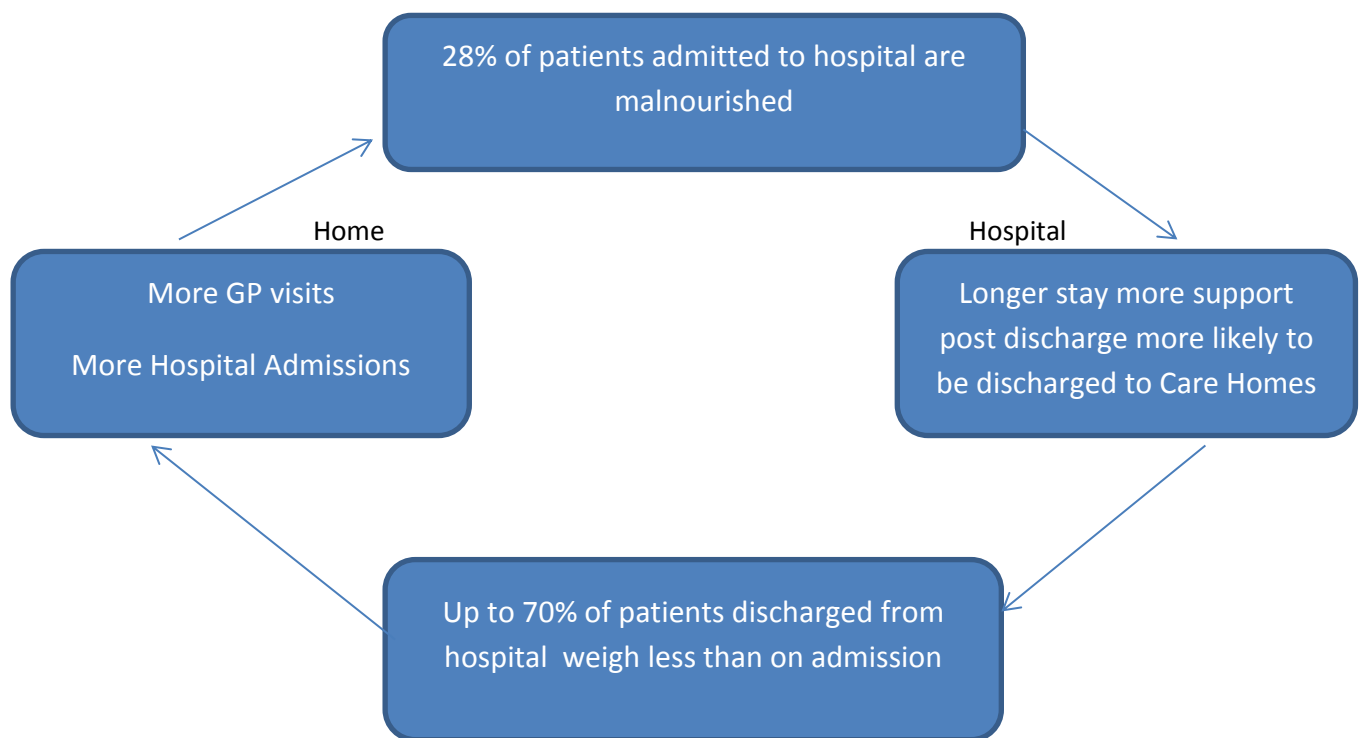 28% of patients admitted to hospital are
malnourished
Home
Hospital
More GP visits
More Hospital Admissions
Longer stay more support
post discharge more likely to
be discharged to Care Homes
Up to 70% of patients discharged from
hospital  weigh less than on admission